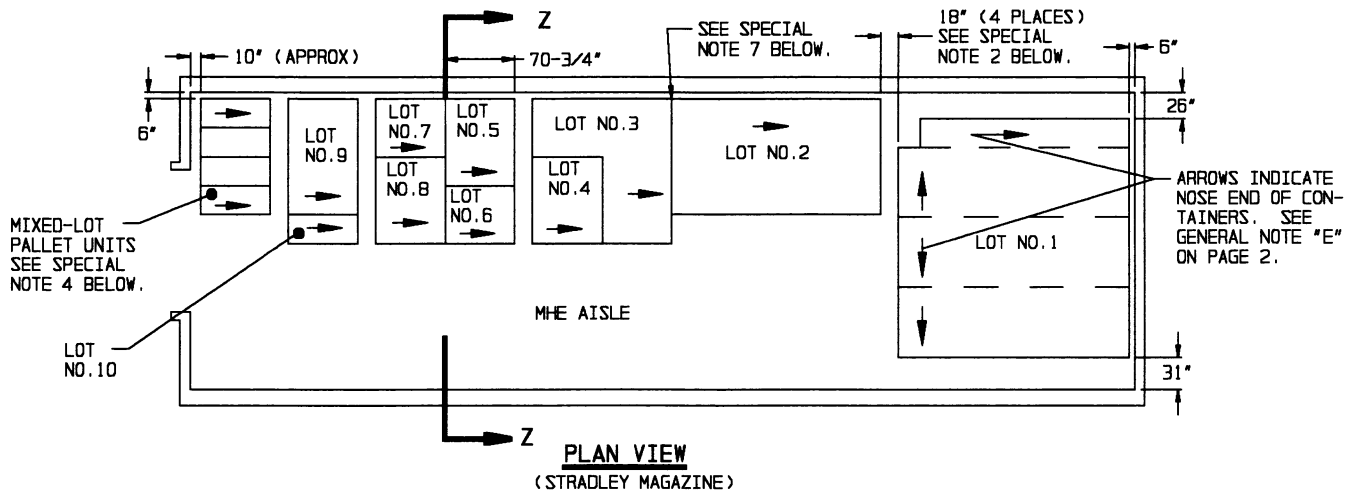 Z
10" (APPROX)
70-3/4"
SEE SPECIAL
NOTE 7 BELOW.
18" (4 PLACES)
SEE SPECIAL
NOTE 2 BELOW.
6"
6"
26"
LOT
NO.9
LOT
NO.7
LOT
NO.5
LOT NO.3
LOT NO.2
LOT
NO.8
LOT
NO.6
LOT
NO.4
LOT NO.1
ARROWS INDICATE
NOSE END OF CON-
TAINERS. SEE
GENERAL NOTE "E"
ON PAGE 2.
MIXED-LOT
PALLET UNITS
SEE SPECIAL
NOTE 4 BELOW.
MHE AISLE
LOT
NO.10
31"
Z
PLAN VIEW
(STRADLEY MAGAZINE)